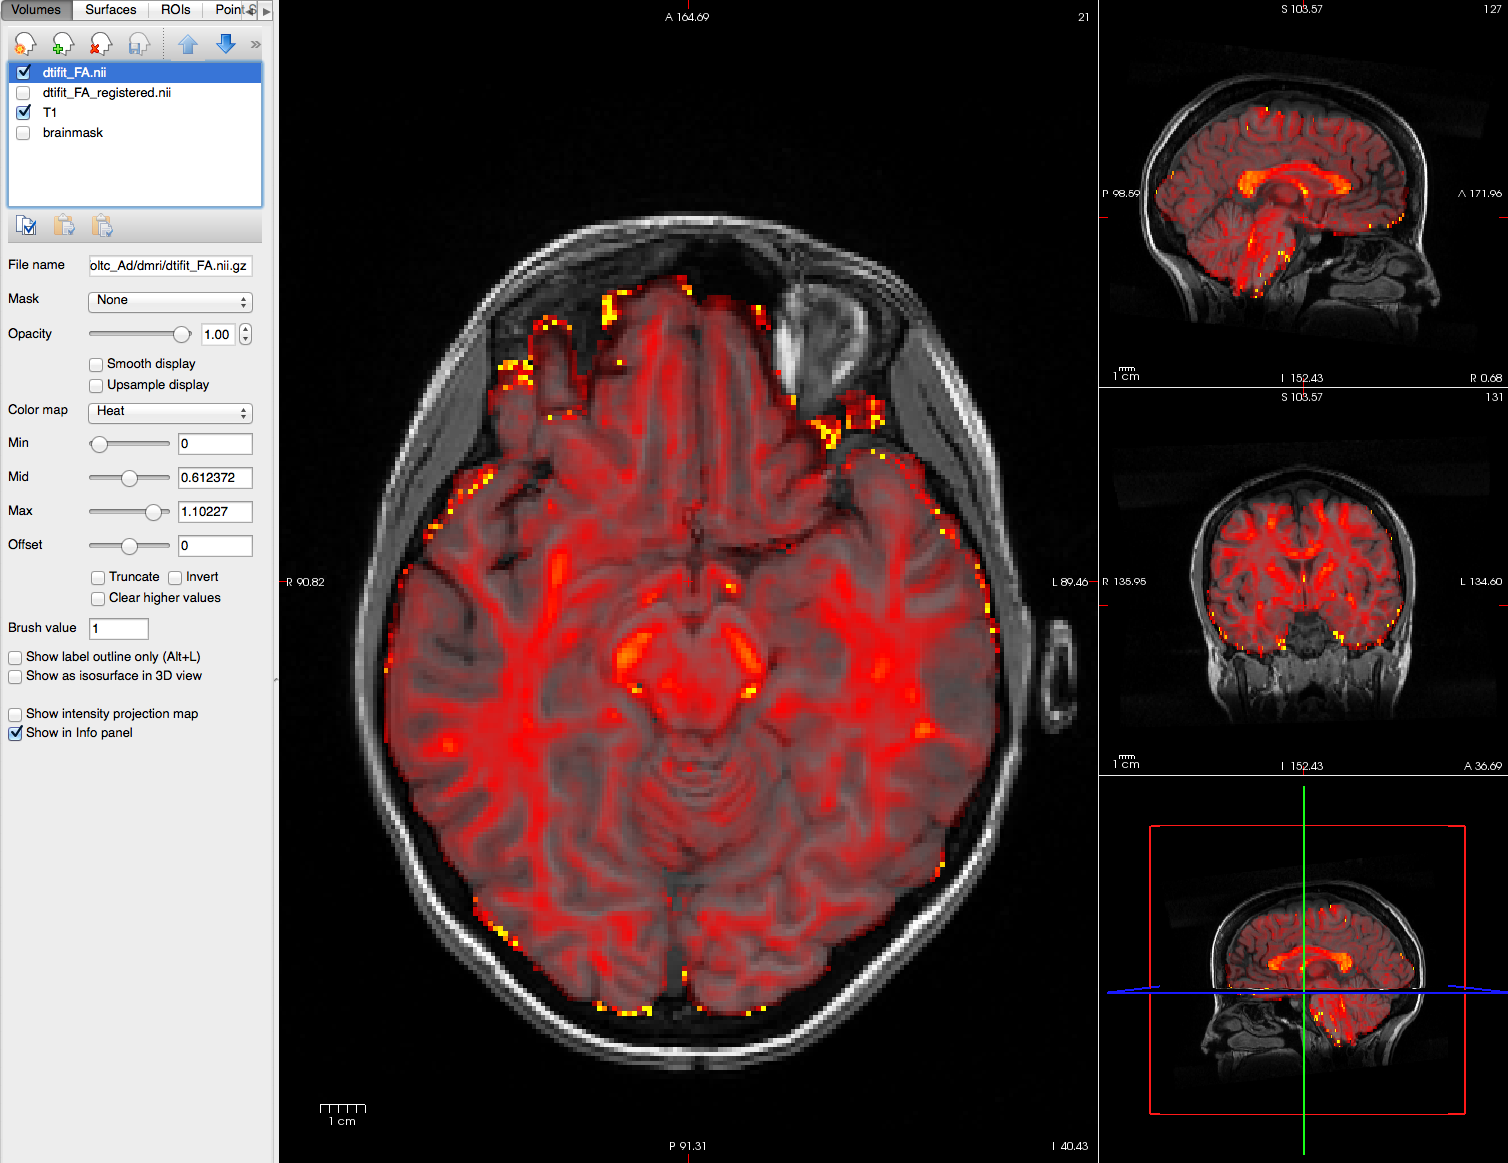 Volumes Surfaces ROIs Point S
dtifit_FA.nii
dtifit_FA_registered.nii
T1
brainmask
File name oltc_Ad/dmri/dtifit_FA.nii.gz
Mask None
Opacity 1.00
Smooth display
Upsample display
Color map Heat
Min 0
Mid 0.612372
Max 1.10227
Offset 0
Truncate Invert
Clear higher values
Brush value 1
Show label outline only (Alt+L)
Show as isosurface in 3D view
Show intensity projection map
Show in Info panel
A 164.69 21
R 90.82 L 89.46
1 cm
P 91.31 I 40.43
S 103.57 127
P 98.59 A 171.96
1 cm I 152.43 R 0.68
S 103.57 131
R 135.95 L 134.60
1 cm I 152.43 A 36.69